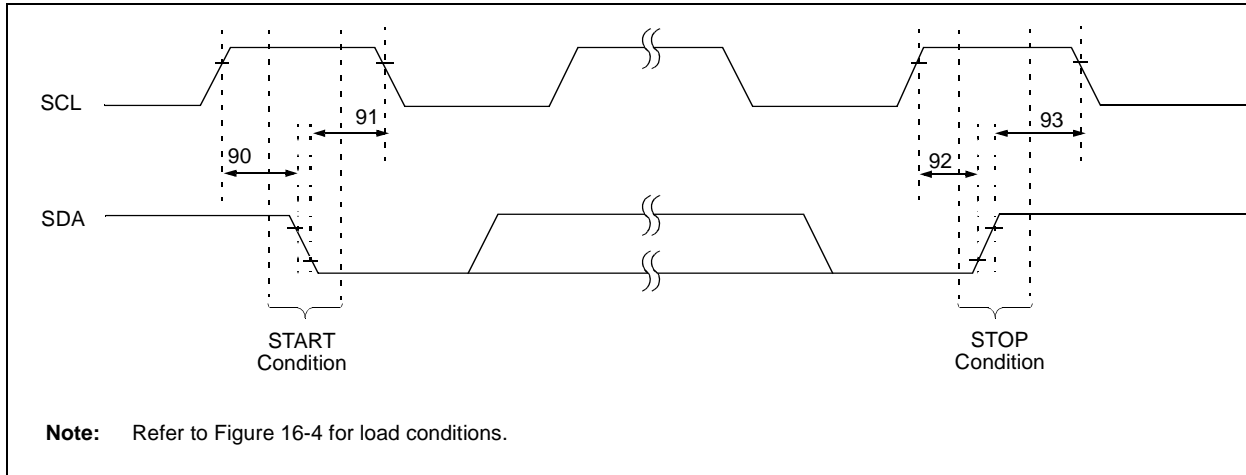 SCL
91
93
90
92
SDA
START
Condition
STOP
Condition
Note: Refer to Figure 16-4 for load conditions.